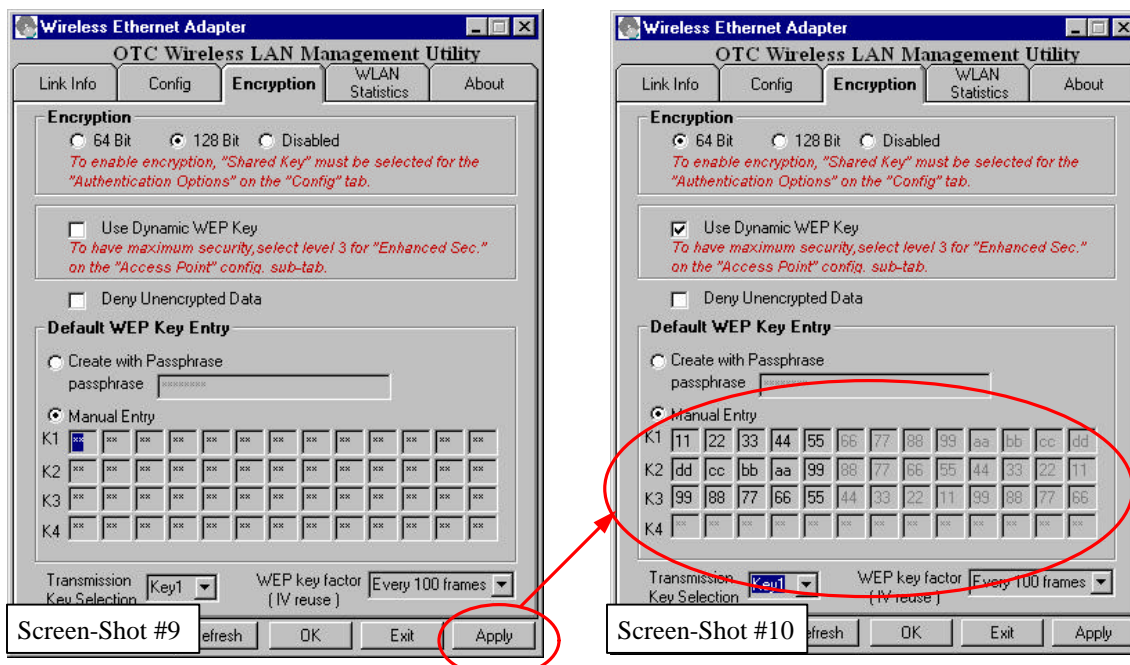 Wireless Ethernet Adapter
OTC Wireless LAN Management Utility
Link Info
Config
Encryption
WLAN Statistics
About
Encryption
64 Bit
128 Bit
Disabled
To enable encryption, "Shared Key" must be selected for the
"Authentication Options" on the "Config" tab.
Use Dynamic WEP Key
To have maximum security,select level 3 for "Enhanced Sec."
on the "Access Point" config. sub-tab.
Deny Unencrypted Data
Default WEP Key Entry
Create with Passphrase
passphrase ********
Manual Entry
K1 ** ** ** ** ** ** ** ** ** ** ** ** **
K2 ** ** ** ** ** ** ** ** ** ** ** ** **
K3 ** ** ** ** ** ** ** ** ** ** ** ** **
K4 ** ** ** ** ** ** ** ** ** ** ** ** **
Transmission
Key Selection
Key1
WEP key factor
( IV reuse )
Every 100 frames
Screen-Shot #9
efresh
OK
Exit
Apply
Wireless Ethernet Adapter
OTC Wireless LAN Management Utility
Link Info
Config
Encryption
WLAN Statistics
About
Encryption
64 Bit
128 Bit
Disabled
To enable encryption, "Shared Key" must be selected for the
"Authentication Options" on the "Config" tab.
Use Dynamic WEP Key
To have maximum security,select level 3 for "Enhanced Sec."
on the "Access Point" config. sub-tab.
Deny Unencrypted Data
Default WEP Key Entry
Create with Passphrase
passphrase ********
Manual Entry
K1 11 22 33 44 55 66 77 88 99 aa bb cc dd
K2 dd cc bb aa 99 88 77 66 55 44 33 22 11
K3 99 88 77 66 55 44 33 22 11 99 88 77 66
K4 ** ** ** ** ** ** ** ** ** ** ** ** **
Transmission
Key Selection
Key1
WEP key factor
( IV reuse )
Every 100 frames
Screen-Shot #10
efresh
OK
Exit
Apply